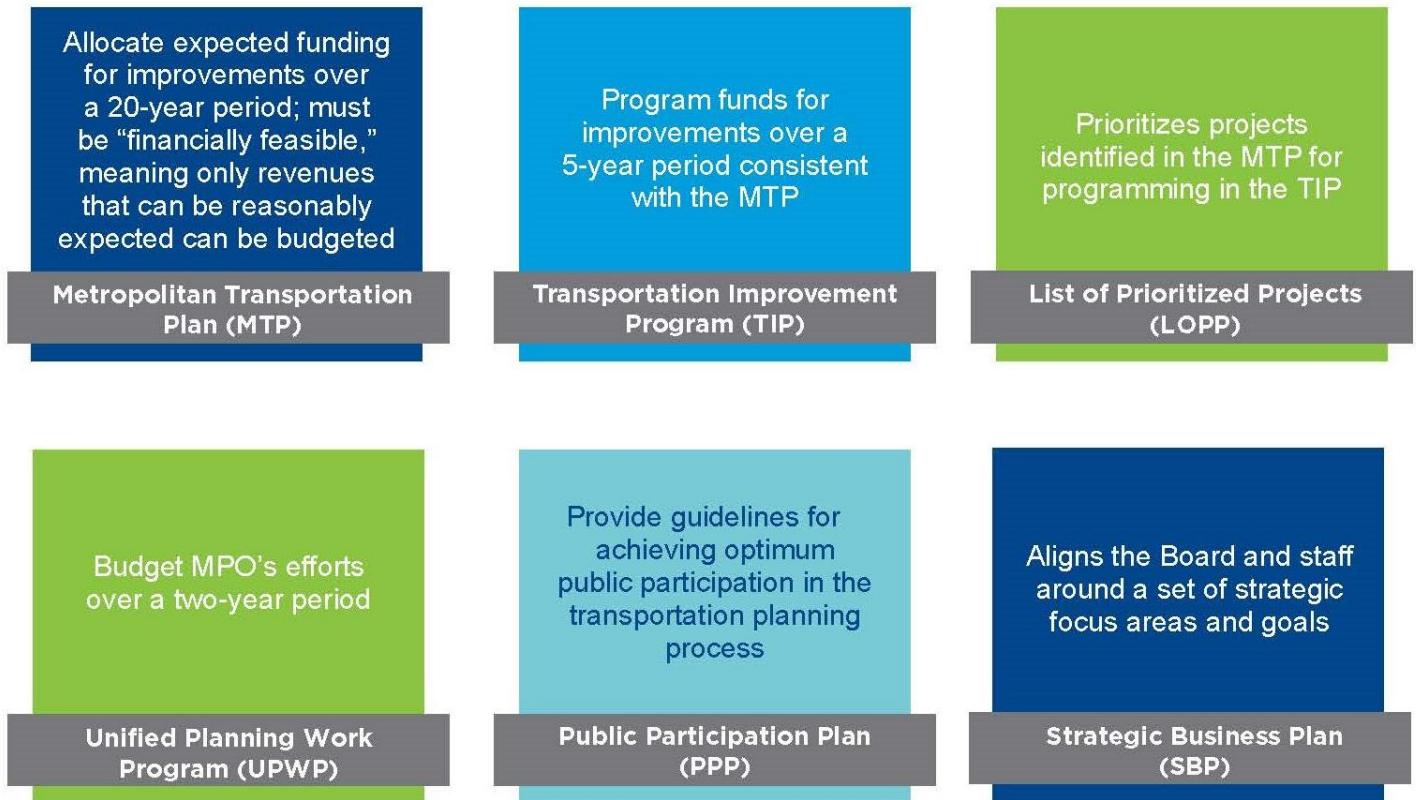 Allocate expected funding
for improvements over
a 20-year period; must
be “financially feasible,”
meaning only revenues
that can be reasonably
expected can be budgeted
Metropolitan Transportation
Plan (MTP)
Program funds for
improvements over a
5-year period consistent
with the MTP
Transportation Improvement
Program (TIP)
Prioritizes projects
identified in the MTP for
programming in the TIP
List of Prioritized Projects
(LOPP)
Budget MPO’s efforts
over a two-year period
Unified Planning Work
Program (UPWP)
Provide guidelines for
achieving optimum
public participation in the
transportation planning
process
Public Participation Plan
(PPP)
Aligns the Board and staff
around a set of strategic
focus areas and goals
Strategic Business Plan
(SBP)